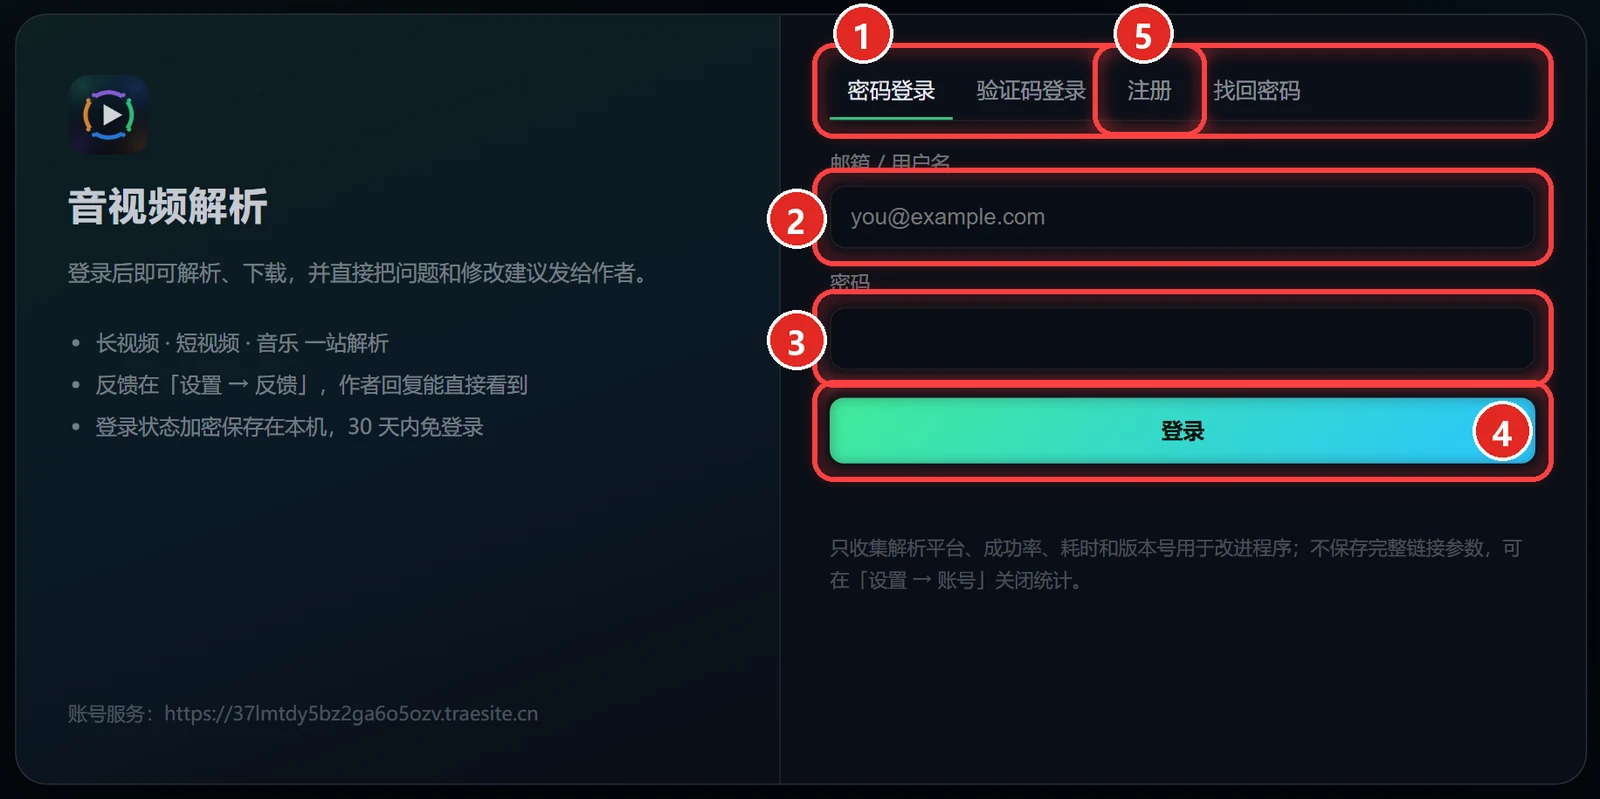 音视频解析
登录后即可解析、下载，并直接把问题和修改建议发给作者。
• 长视频 · 短视频 · 音乐 一站解析
• 反馈在「设置 → 反馈」，作者回复能直接看到
• 登录状态加密保存在本机，30 天内免登录
账号服务：https://37lmtdy5bz2ga6o5ozv.traesite.cn
1
5
密码登录 验证码登录 注册 找回密码
邮箱 / 用户名
2
you@example.com
密码
3
登录
4
只收集解析平台、成功率、耗时和版本号用于改进程序；不保存完整链接参数，可
在「设置 → 账号」关闭统计。